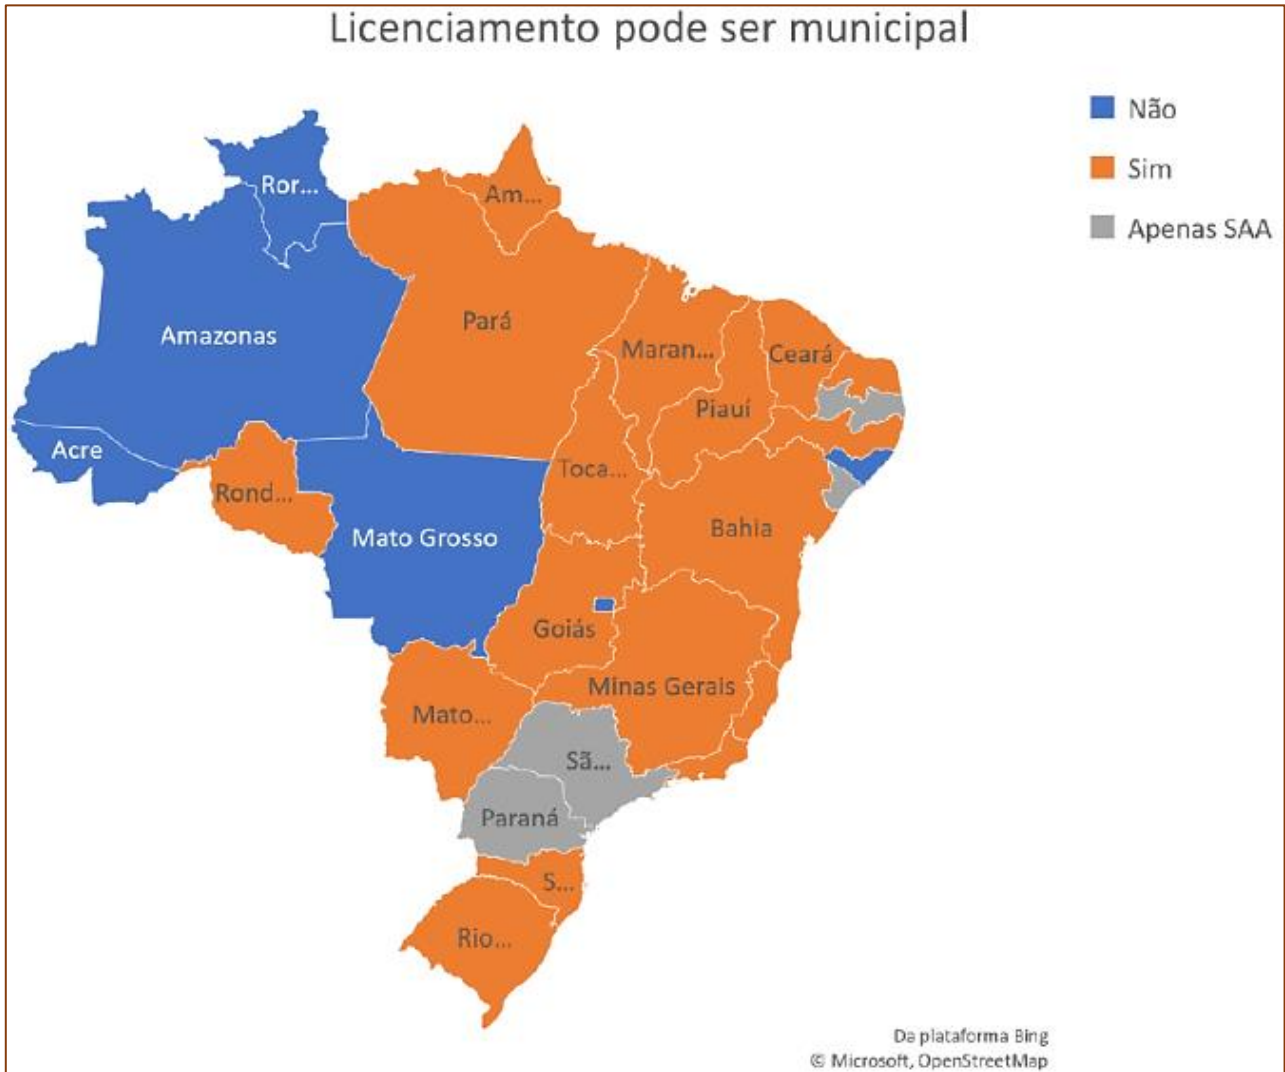 Licenciamento pode ser municipal
Não
Sim
Apenas SAA
Ror...
Am...
Amazonas
Pará
Maran...
Ceará
Piauí
Acre
Rond...
Toca...
Mato Grosso
Bahia
Goiás
Minas Gerais
Mato...
Sã...
Paraná
S...
Rio...
Da plataforma Bing
© Microsoft, OpenStreetMap